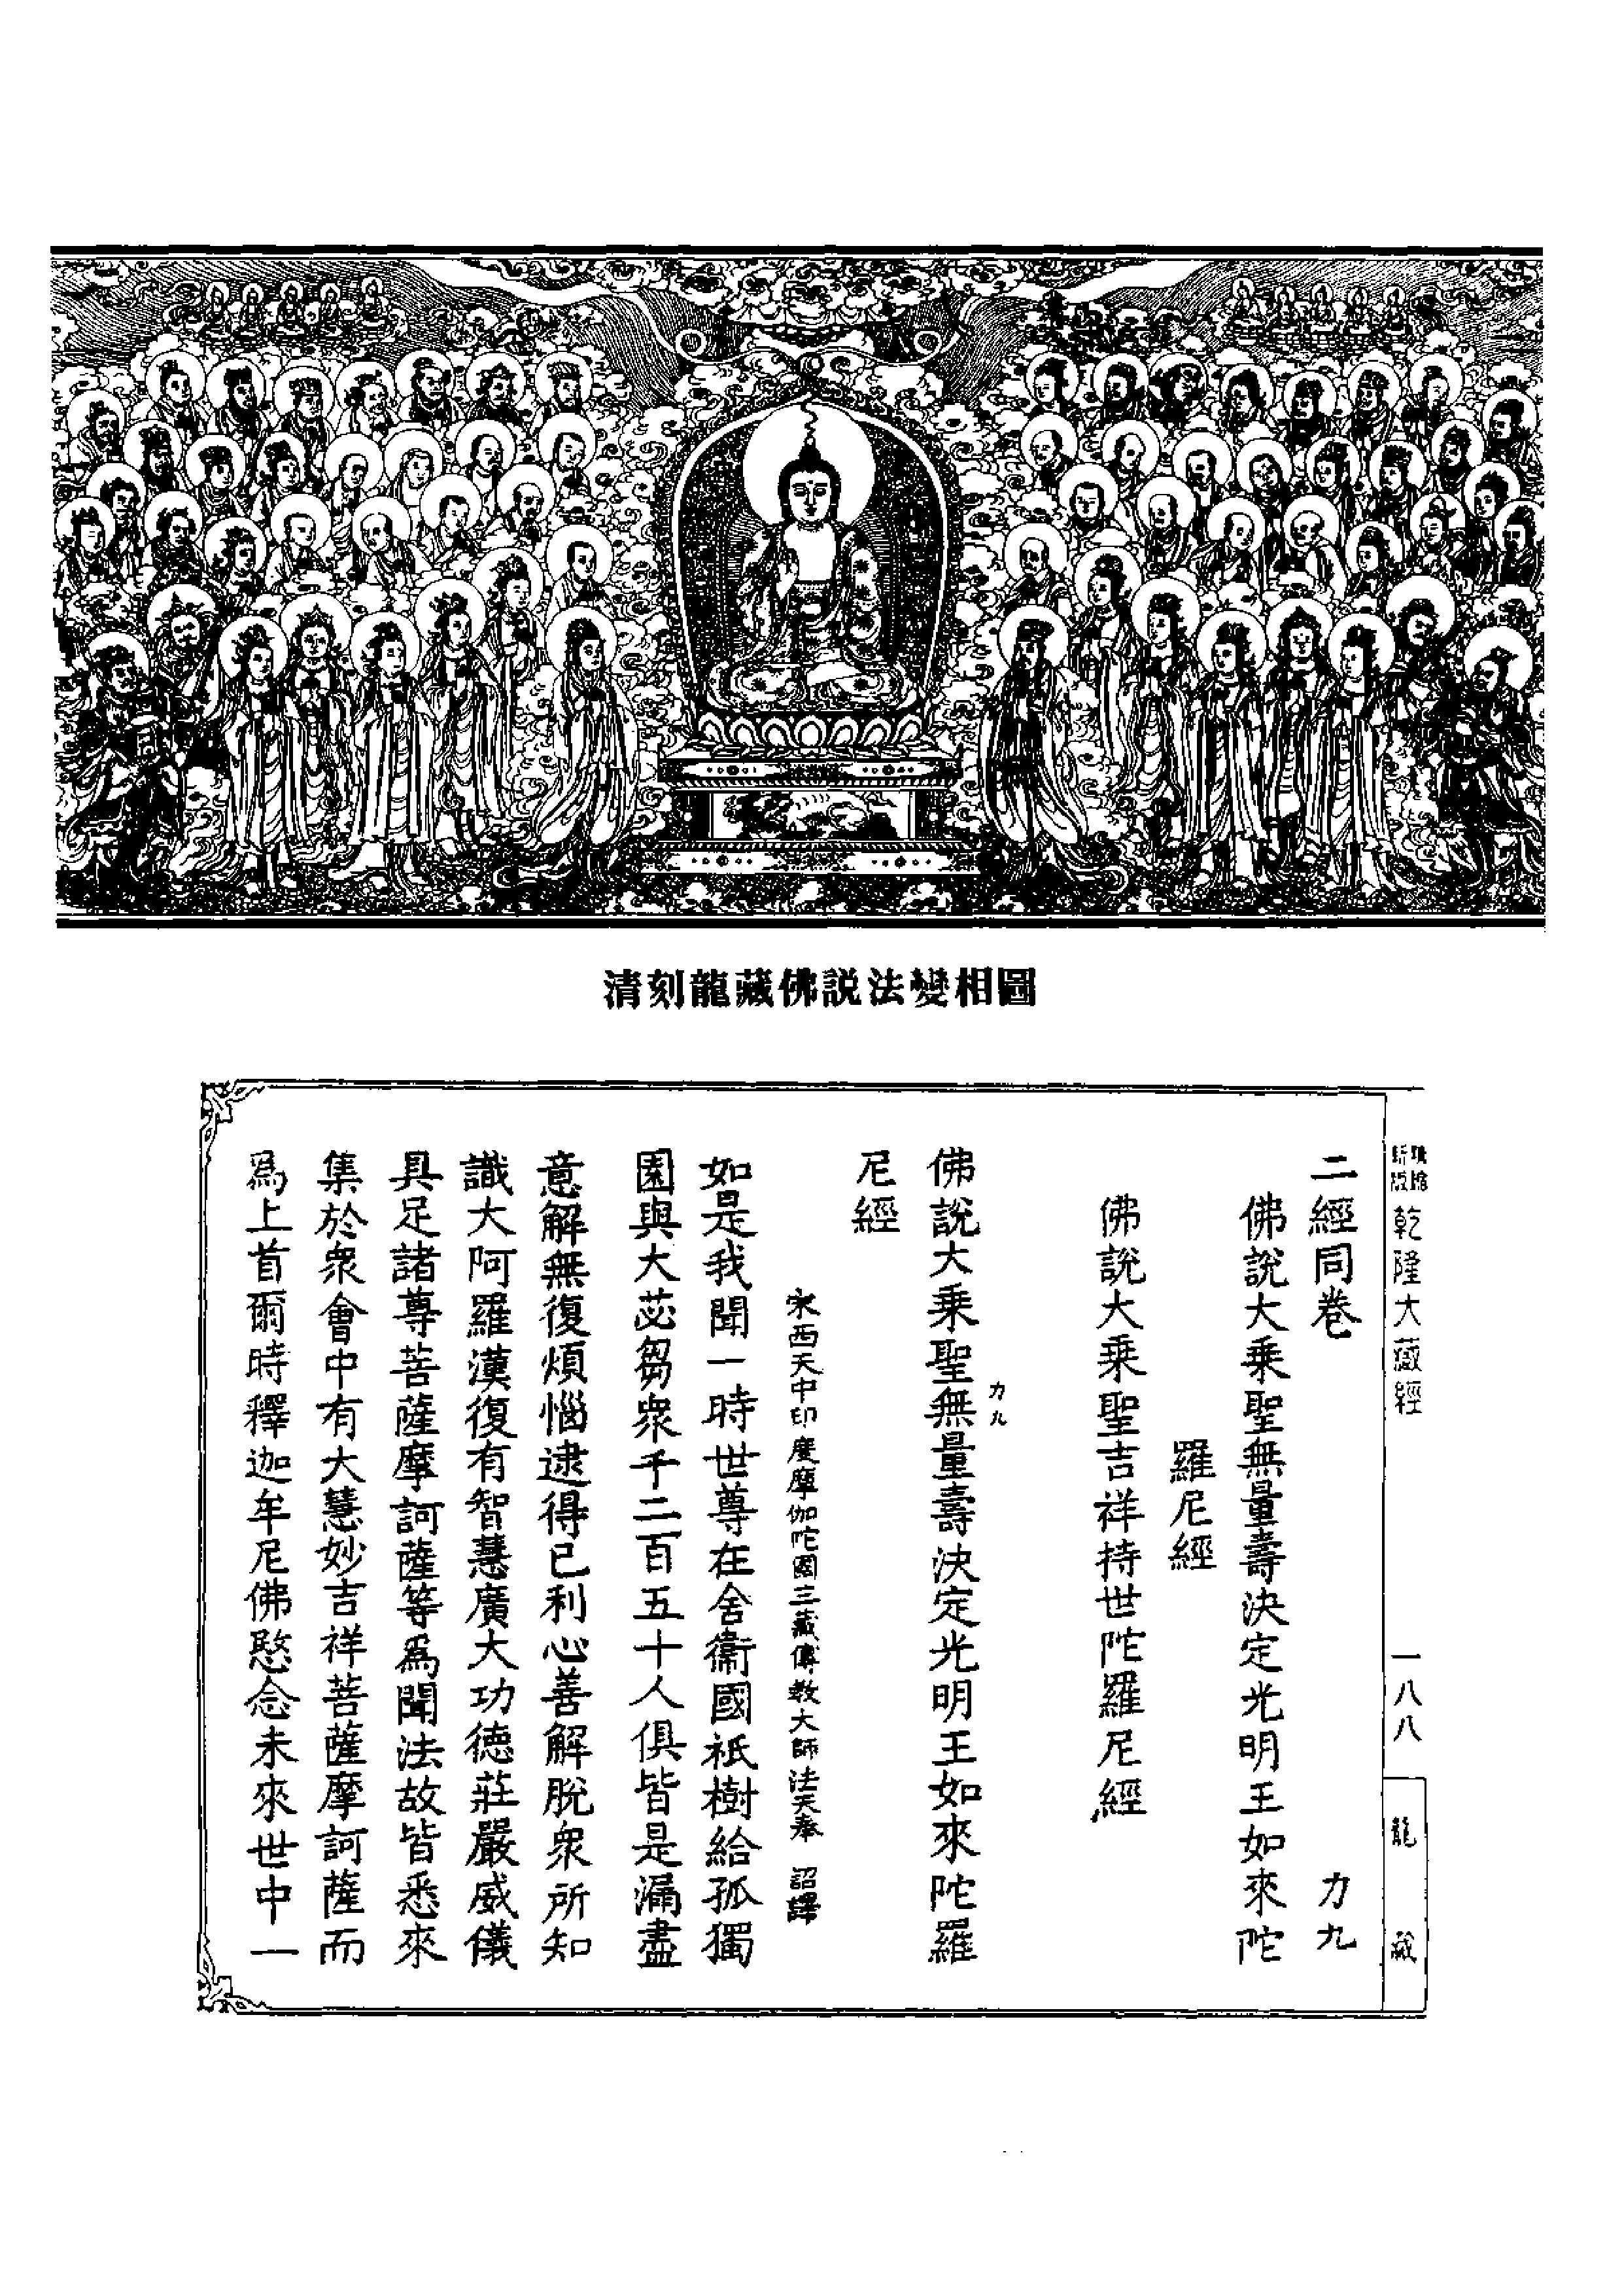 清刻龍藏佛説法變相圖
乾隆大藏經
一八八
龍藏
二經同卷 力九
佛說大乘聖無量壽決定光明王如來陀
羅尼經
佛說大乘聖吉祥持世陀羅尼經
力九
佛說大乘聖無量壽決定光明王如來陀羅
尼經
宋西天中印度摩伽陀國三藏傳教大師法天奉 詔譯
如是我聞一時世尊在舍衞國祇樹給孤獨
園與大苾芻衆千二百五十人俱皆是漏盡
意解無復煩惱逮得已利心善解脫衆所知
識大阿羅漢復有智慧廣大功德莊嚴威儀
具足諸尊菩薩摩訶薩等爲聞法故皆悉來
集於衆會中有大慧妙吉祥菩薩摩訶薩而
爲上首爾時釋迦牟尼佛愍念未來世中一